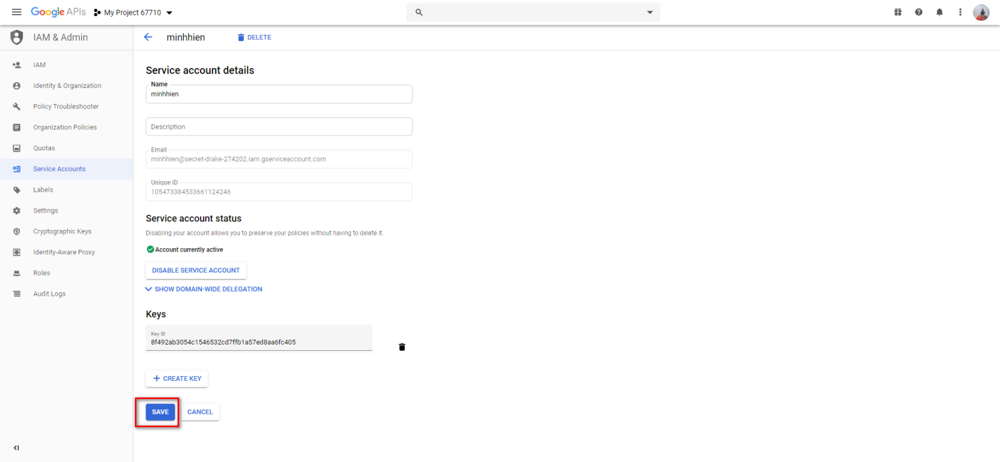 Google APIs My Project 67710
IAM & Admin
minhhien
DELETE
IAM
Identity & Organization
Policy Troubleshooter
Organization Policies
Quotas
Service Accounts
Labels
Settings
Cryptographic Keys
Identity-Aware Proxy
Roles
Audit Logs
Service account details
Name
minhhien
Description
Email
minhhien@secret-drake-274202.iam.gserviceaccount.com
Unique ID
105473384533661124246
Service account status
Disabling your account allows you to preserve your policies without having to delete it.
Account currently active
DISABLE SERVICE ACCOUNT
SHOW DOMAIN-WIDE DELEGATION
Keys
Key ID
8f492ab3054c1546532cd7ffb1a57ed8aa6fc405
CREATE KEY
SAVE
CANCEL